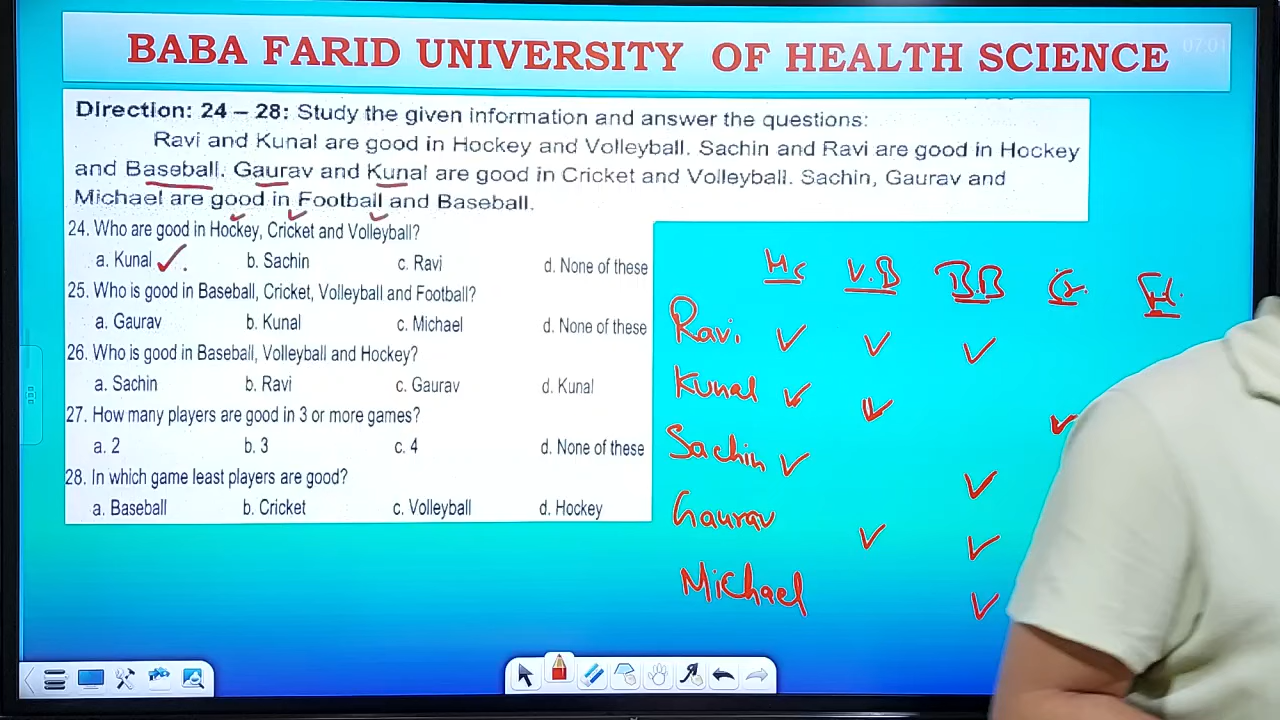 BABA FARID UNIVERSITY OF HEALTH SCIENCE
07:01
Direction: 24 – 28: Study the given information and answer the questions:
Ravi and Kunal are good in Hockey and Volleyball. Sachin and Ravi are good in Hockey
and Baseball. Gaurav and Kunal are good in Cricket and Volleyball. Sachin, Gaurav and
Michael are good in Football and Baseball.
24. Who are good in Hockey, Cricket and Volleyball?
a. Kunal b. Sachin c. Ravi d. None of these
25. Who is good in Baseball, Cricket, Volleyball and Football?
a. Gaurav b. Kunal c. Michael d. None of these
26. Who is good in Baseball, Volleyball and Hockey?
a. Sachin b. Ravi c. Gaurav d. Kunal
27. How many players are good in 3 or more games?
a. 2 b. 3 c. 4 d. None of these
28. In which game least players are good?
a. Baseball b. Cricket c. Volleyball d. Hockey
V.B B.B
Ravi
Kunal
Sachin
Gaurav
Michael